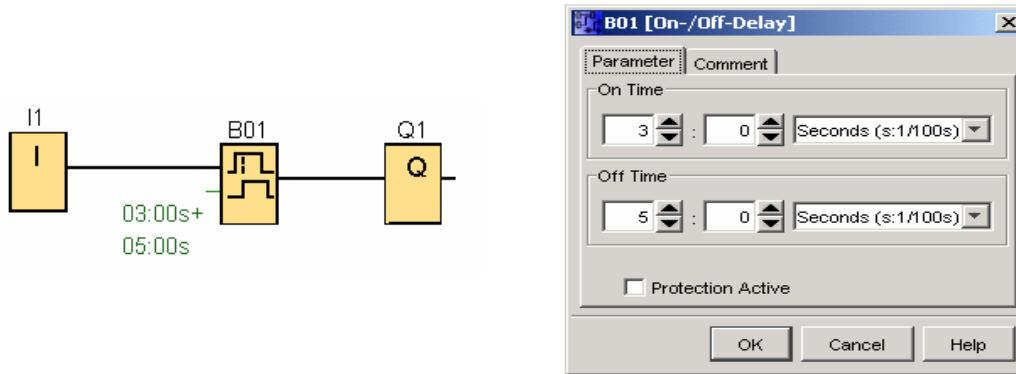 I1
I
B01
Q1
Q
03:00s+
05:00s
B01 [On-/Off-Delay]
Parameter Comment
On Time
3 : 0 Seconds (s:1/100s)
Off Time
5 : 0 Seconds (s:1/100s)
Protection Active
OK Cancel Help